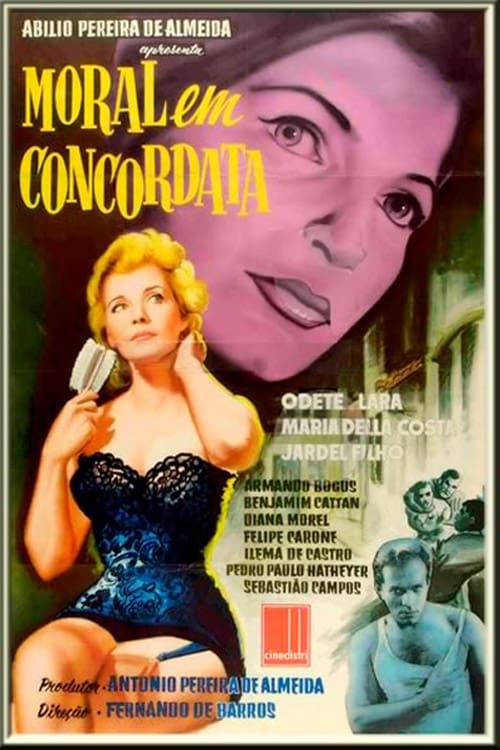 ABILIO PEREIRA DE ALMEIDA
apresenta
MORAL em
CONCORDATA
ODETE LARA
MARIA DELLA COSTA
JARDEL FILHO
ARMANDO BOGUS
BENJAMIM CATTAN
DIANA MOREL
FELIPE CARONE
ILEMA DE CASTRO
PEDRO PAULO HATHEYER
SEBASTIÃO CAMPOS
cinedistri
Produtor · ANTONIO PEREIRA DE ALMEIDA
Direção · FERNANDO DE BARROS